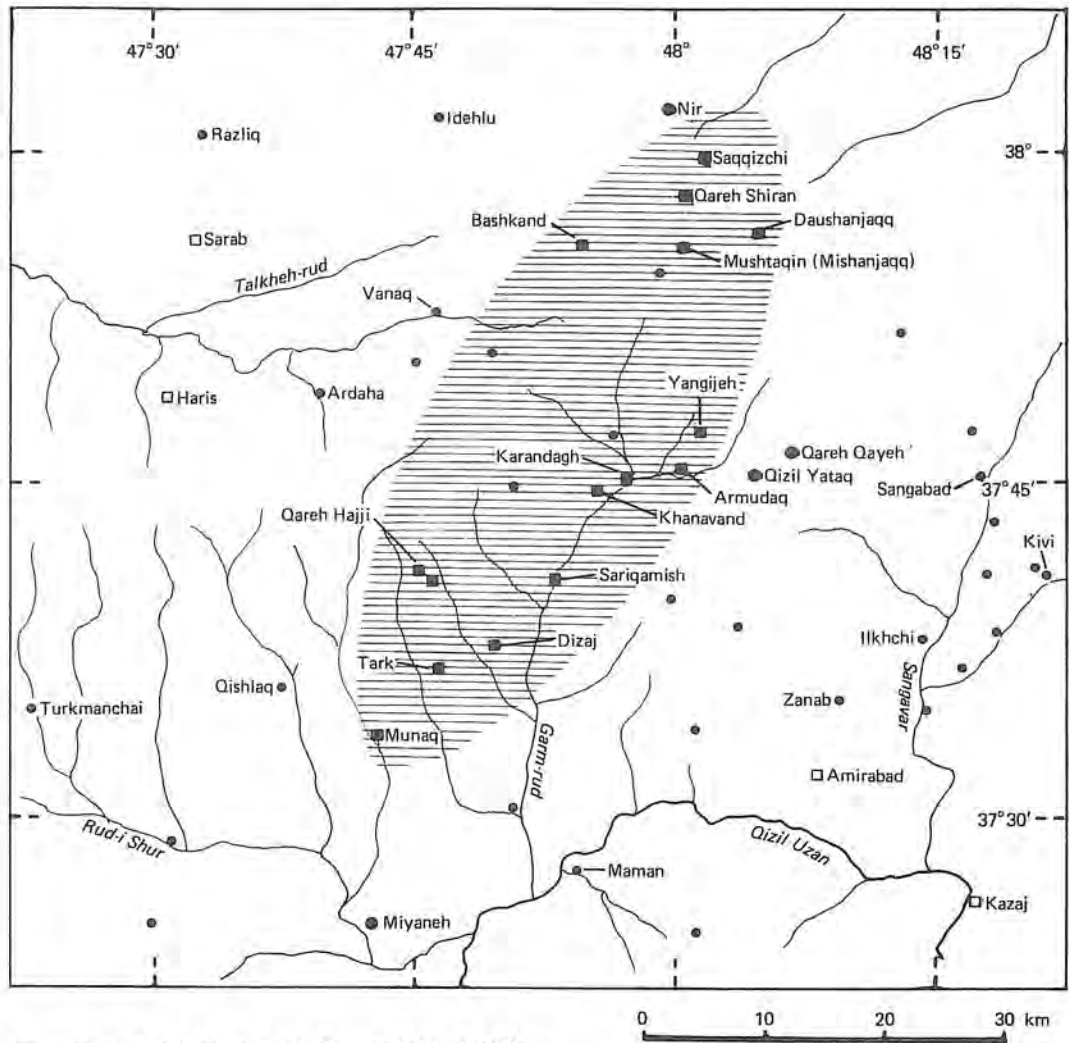 47°30′
47°45′
48°
48°15′
Nir
Idehlu
Razliq
38°
Saqqizchi
Qareh Shiran
Bashkand
Daushanjaqq
Sarab
Mushtaqin (Mishanjaqq)
Talkheh-rud
Vanaq
Yangijeh
Haris
Ardaha
Karandagh
Qareh Qayeh
Qizil Yataq
Sangabad
37°45′
Armudaq
Khanavand
Qareh Hajji
Kivi
Sariqamish
Ilkhchi
Dizaj
Tark
Qishlaq
Sangavar
Zanab
Turkmanchai
Munaq
Garm-rud
Amirabad
37°30′
Rud-i Shur
Qizil Uzan
Maman
Kazaj
Miyaneh
0 10 20 30 km